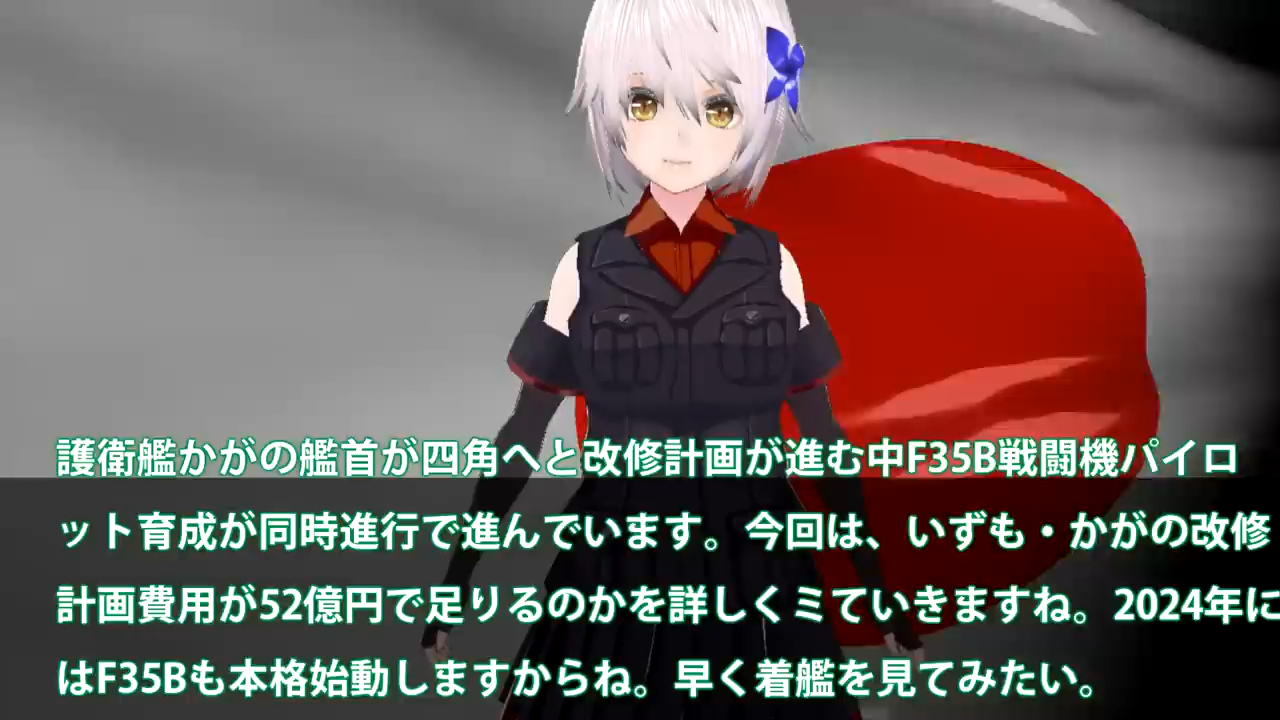 護衛艦かがの艦首が四角へと改修計画が進む中F35B戦闘機パイロ
ット育成が同時進行で進んでいます。今回は、いずも・かがの改修
計画費用が52億円で足りるのかを詳しくミていきますね。2024年に
はF35Bも本格始動しますからね。早く着艦を見てみたい。